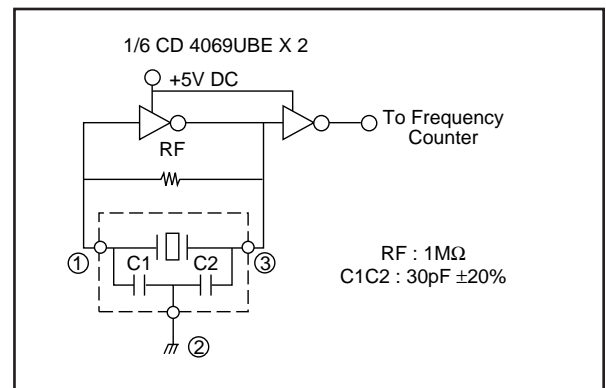 1/6 CD 4069UBE X 2
+5V DC
To Frequency
Counter
RF
① C1 C2 ③
RF : 1MΩ
C1C2 : 30pF ±20%
②